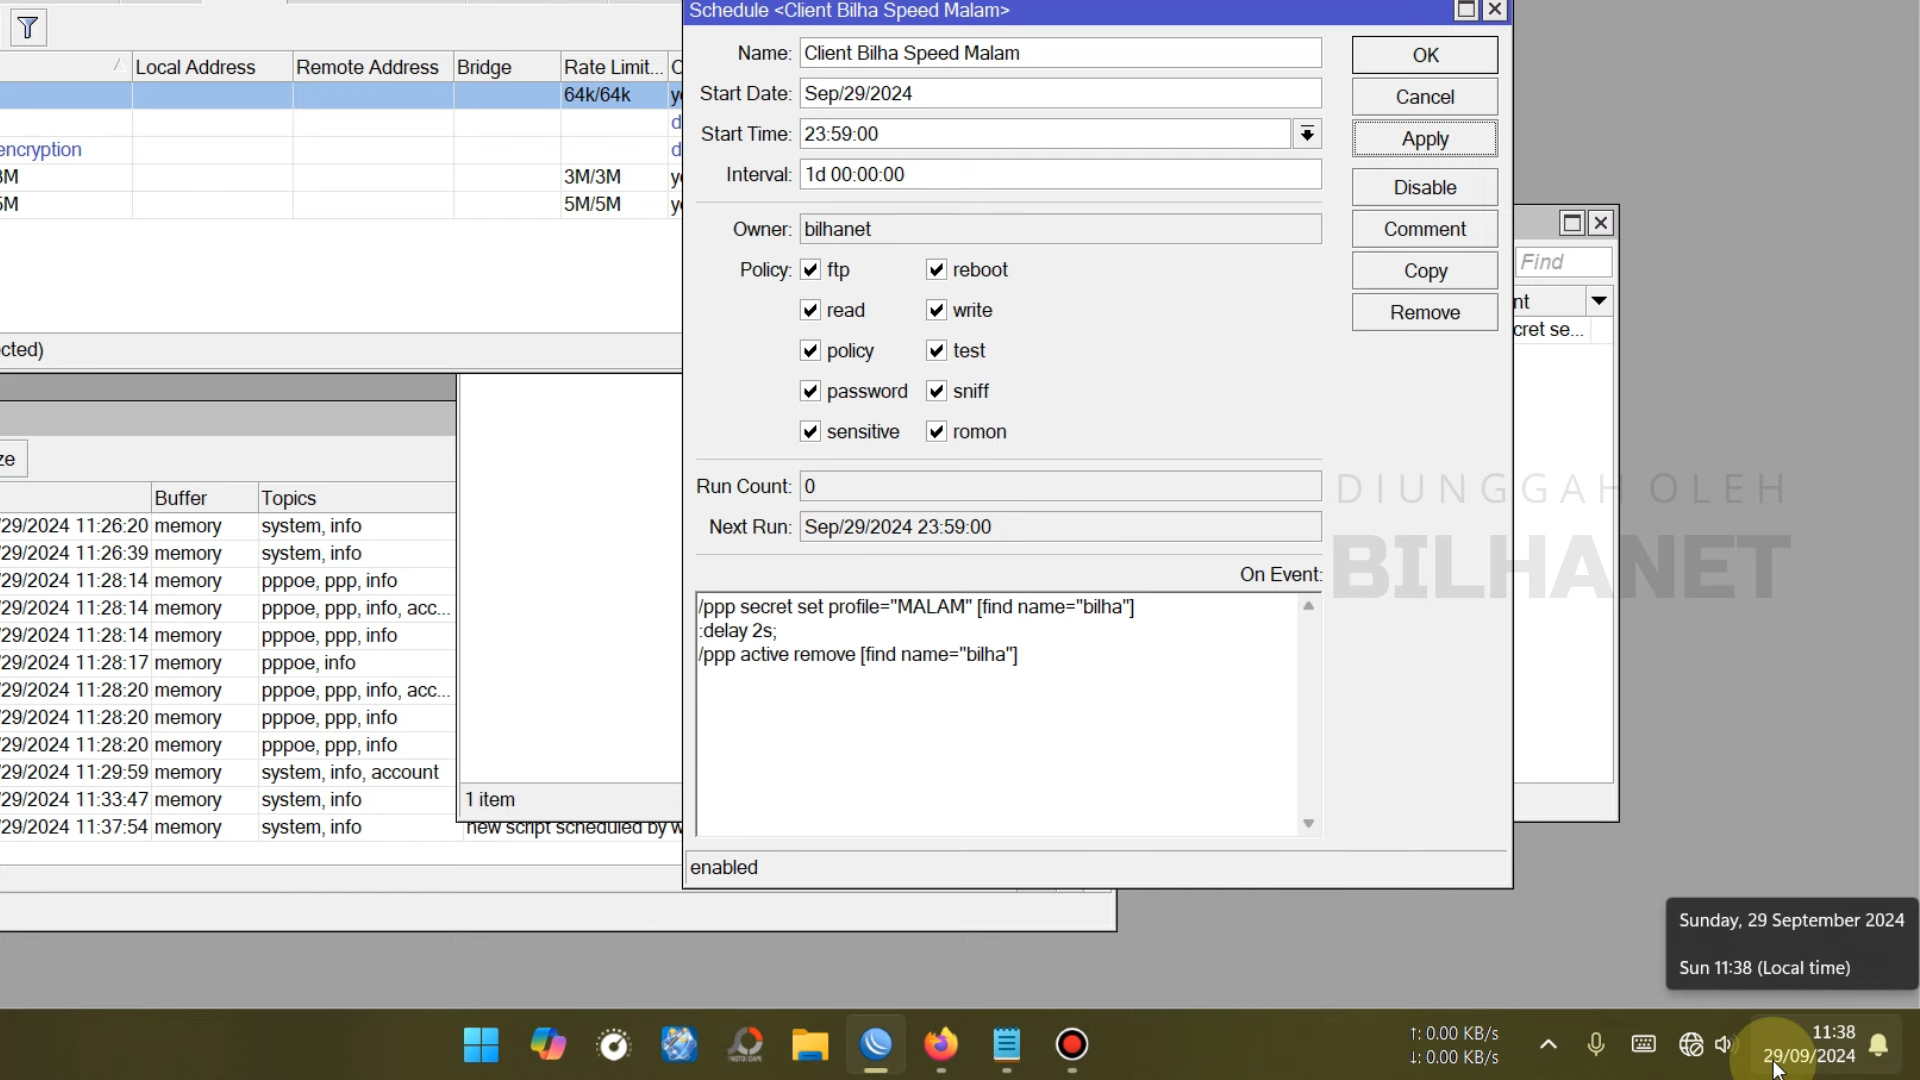 Schedule <Client Bilha Speed Malam>
Local Address
Remote Address
Bridge
Rate Limit...
64k/64k
encryption
3M/3M
5M/5M
Name: Client Bilha Speed Malam
Start Date: Sep/29/2024
Start Time: 23:59:00
Interval: 1d 00:00:00
Owner: bilhanet
Policy: ftp reboot
read write
policy test
password sniff
sensitive romon
Run Count: 0
Next Run: Sep/29/2024 23:59:00
On Event:
/ppp secret set profile="MALAM" [find name="bilha"]
:delay 2s;
/ppp active remove [find name="bilha"]
enabled
OK
Cancel
Apply
Disable
Comment
Copy
Remove
Find
nt
cret se...
cted)
ze
Buffer Topics
/29/2024 11:26:20 memory system, info
/29/2024 11:26:39 memory system, info
/29/2024 11:28:14 memory pppoe, ppp, info
/29/2024 11:28:14 memory pppoe, ppp, info, acc...
/29/2024 11:28:14 memory pppoe, ppp, info
/29/2024 11:28:17 memory pppoe, info
/29/2024 11:28:20 memory pppoe, ppp, info, acc...
/29/2024 11:28:20 memory pppoe, ppp, info
/29/2024 11:28:20 memory pppoe, ppp, info
/29/2024 11:29:59 memory system, info, account
/29/2024 11:33:47 memory system, info
/29/2024 11:37:54 memory system, info new script scheduled by w
1 item
DIUNGGAH OLEH
BILHANET
Sunday, 29 September 2024
Sun 11:38 (Local time)
↑: 0.00 KB/s
↓: 0.00 KB/s
11:38
29/09/2024